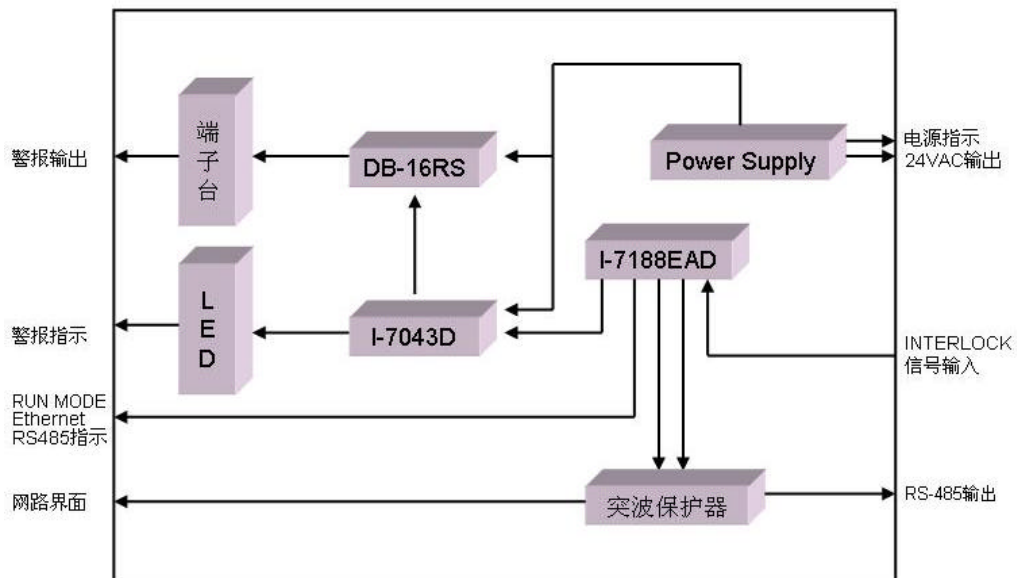 警报输出
端
子
台
DB-16RS
Power Supply
电源指示
24VAC输出
I-7188EAD
警报指示
L
E
D
I-7043D
INTERLOCK
信号输入
RUN MODE
Ethernet
RS485指示
网路界面
突波保护器
RS-485输出